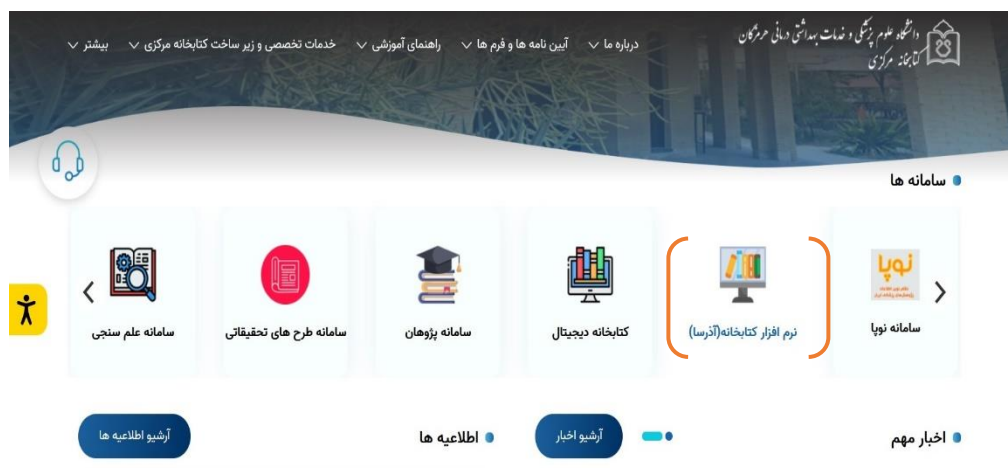 دانشگاه علوم پزشکی و خدمات بهداشتی درمانی هرمزگان
کتابخانه مرکزی
درباره ما
آیین نامه ها و فرم ها
راهنمای آموزشی
خدمات تخصصی و زیر ساخت کتابخانه مرکزی
بیشتر
سامانه ها
نوپا
سامانه نوپا
نرم افزار کتابخانه(آذرسا)
کتابخانه دیجیتال
سامانه پژوهان
سامانه طرح های تحقیقاتی
سامانه علم سنجی
اخبار مهم
آرشیو اخبار
اطلاعیه ها
آرشیو اطلاعیه ها